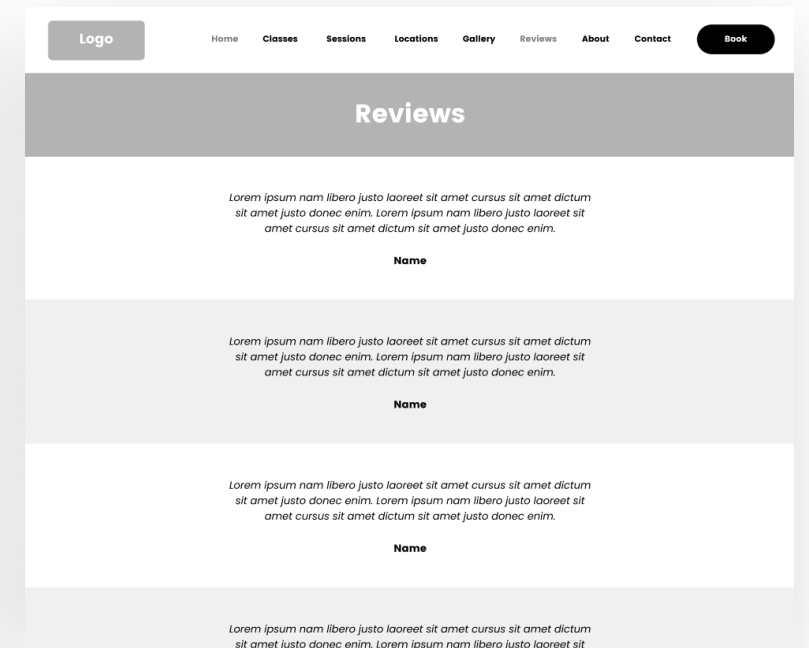 Logo
Home Classes Sessions Locations Gallery Reviews About Contact Book
Reviews
Lorem ipsum nam libero justo laoreet sit amet cursus sit amet dictum
sit amet justo donec enim. Lorem ipsum nam libero justo laoreet sit
amet cursus sit amet dictum sit amet justo donec enim.
Name
Lorem ipsum nam libero justo laoreet sit amet cursus sit amet dictum
sit amet justo donec enim. Lorem ipsum nam libero justo laoreet sit
amet cursus sit amet dictum sit amet justo donec enim.
Name
Lorem ipsum nam libero justo laoreet sit amet cursus sit amet dictum
sit amet justo donec enim. Lorem ipsum nam libero justo laoreet sit
amet cursus sit amet dictum sit amet justo donec enim.
Name
Lorem ipsum nam libero justo laoreet sit amet cursus sit amet dictum
sit amet justo donec enim. Lorem ipsum nam libero justo laoreet sit